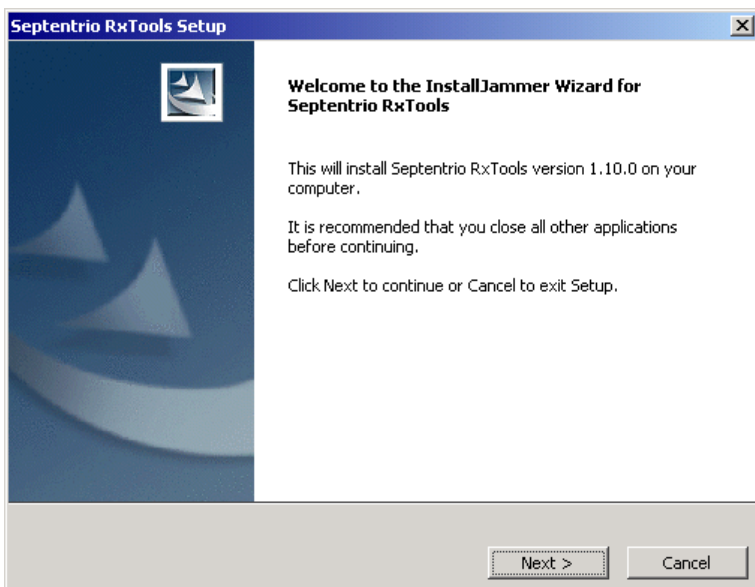 Septentrio RxTools Setup
Welcome to the InstallJammer Wizard for
Septentrio RxTools
This will install Septentrio RxTools version 1.10.0 on your
computer.
It is recommended that you close all other applications
before continuing.
Click Next to continue or Cancel to exit Setup.
Next >
Cancel